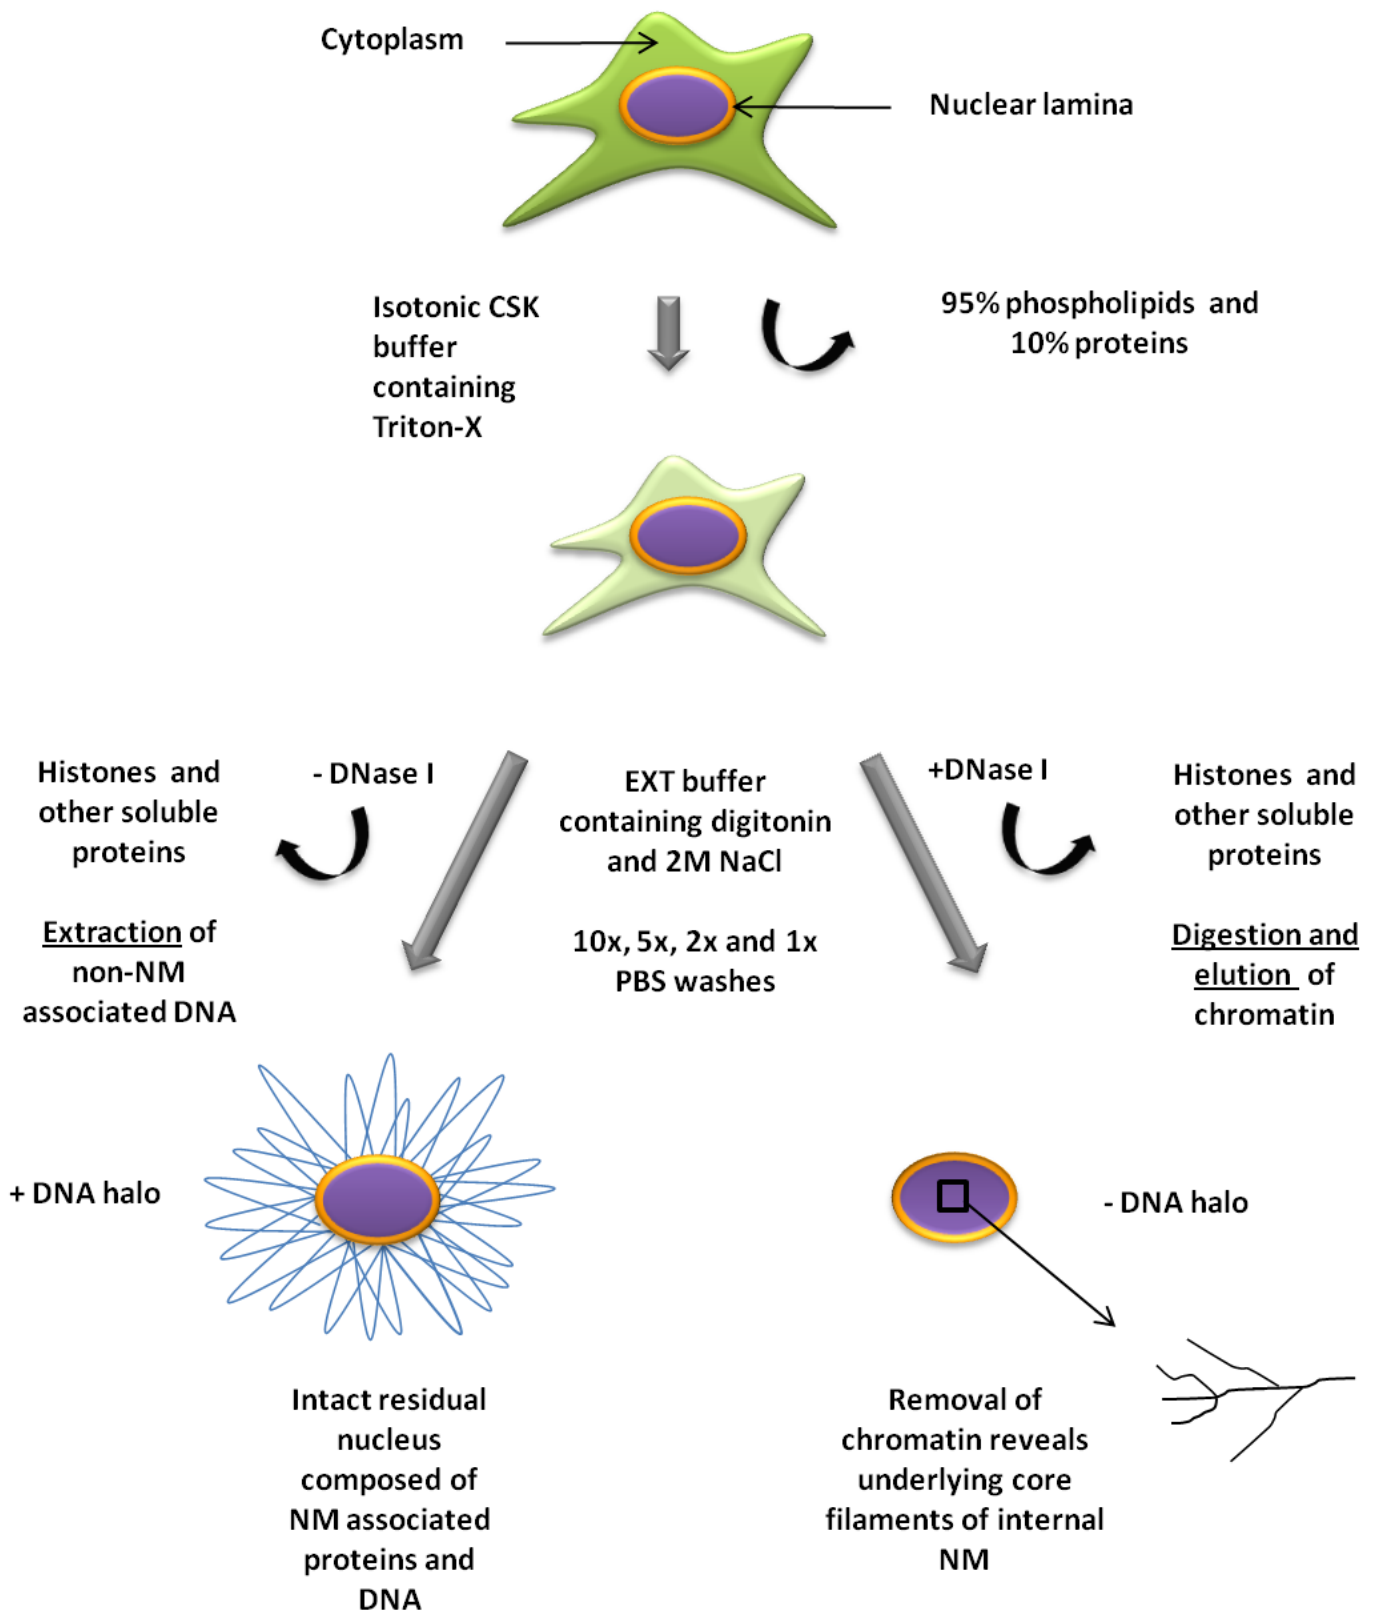 Cytoplasm
Nuclear lamina
Isotonic CSK
buffer
containing
Triton-X
95% phospholipids and
10% proteins
Histones and
other soluble
proteins
- DNase I
EXT buffer
containing digitonin
and 2M NaCl
+DNase I
Histones and
other soluble
proteins
Extraction of
non-NM
associated DNA
10x, 5x, 2x and 1x
PBS washes
Digestion and
elution of
chromatin
+ DNA halo
- DNA halo
Intact residual
nucleus
composed of
NM associated
proteins and
DNA
Removal of
chromatin reveals
underlying core
filaments of internal
NM